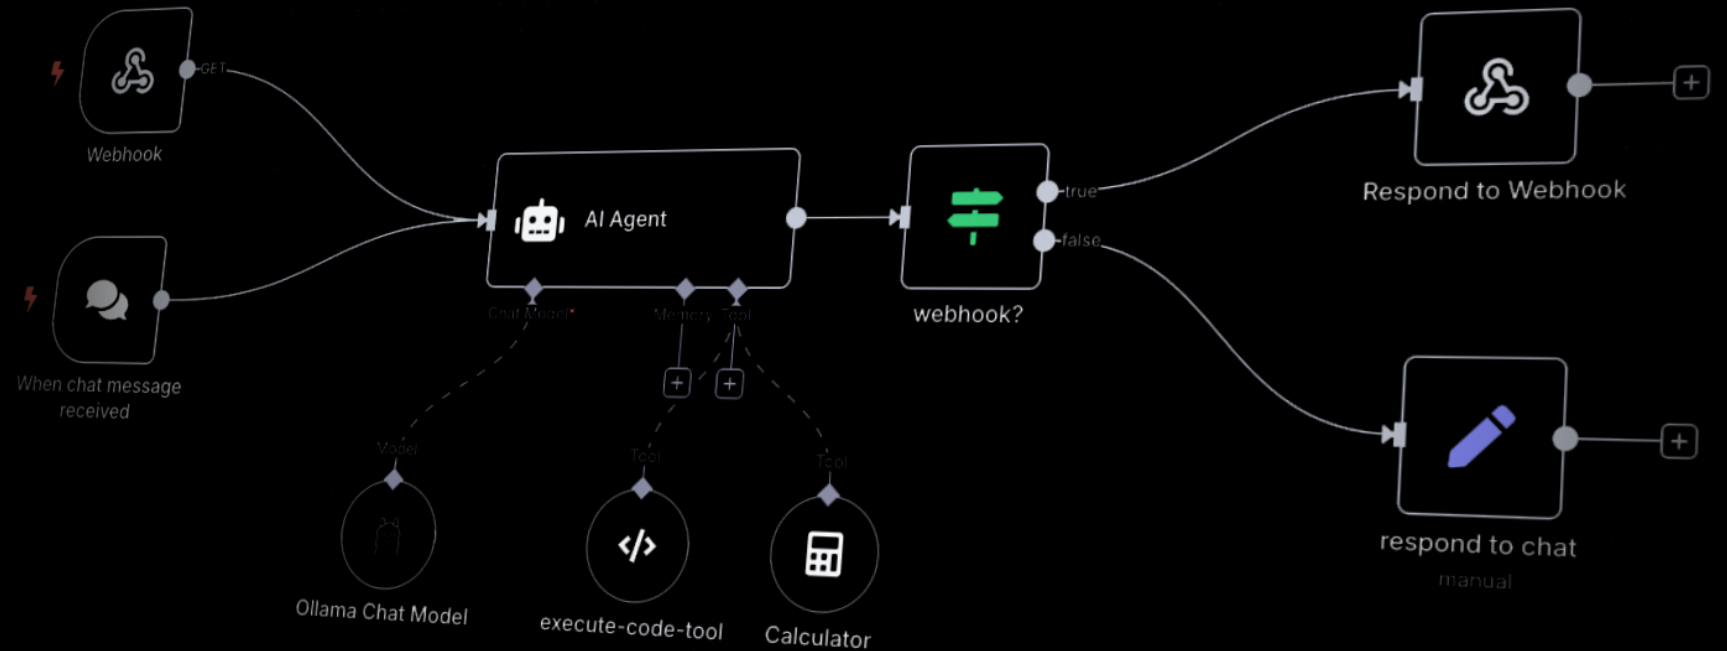 GET
Webhook
When chat message
received
AI Agent
Chat Model*
Memory
Tool
Model
Ollama Chat Model
Tool
execute-code-tool
Tool
Calculator
true
false
webhook?
Respond to Webhook
respond to chat
manual